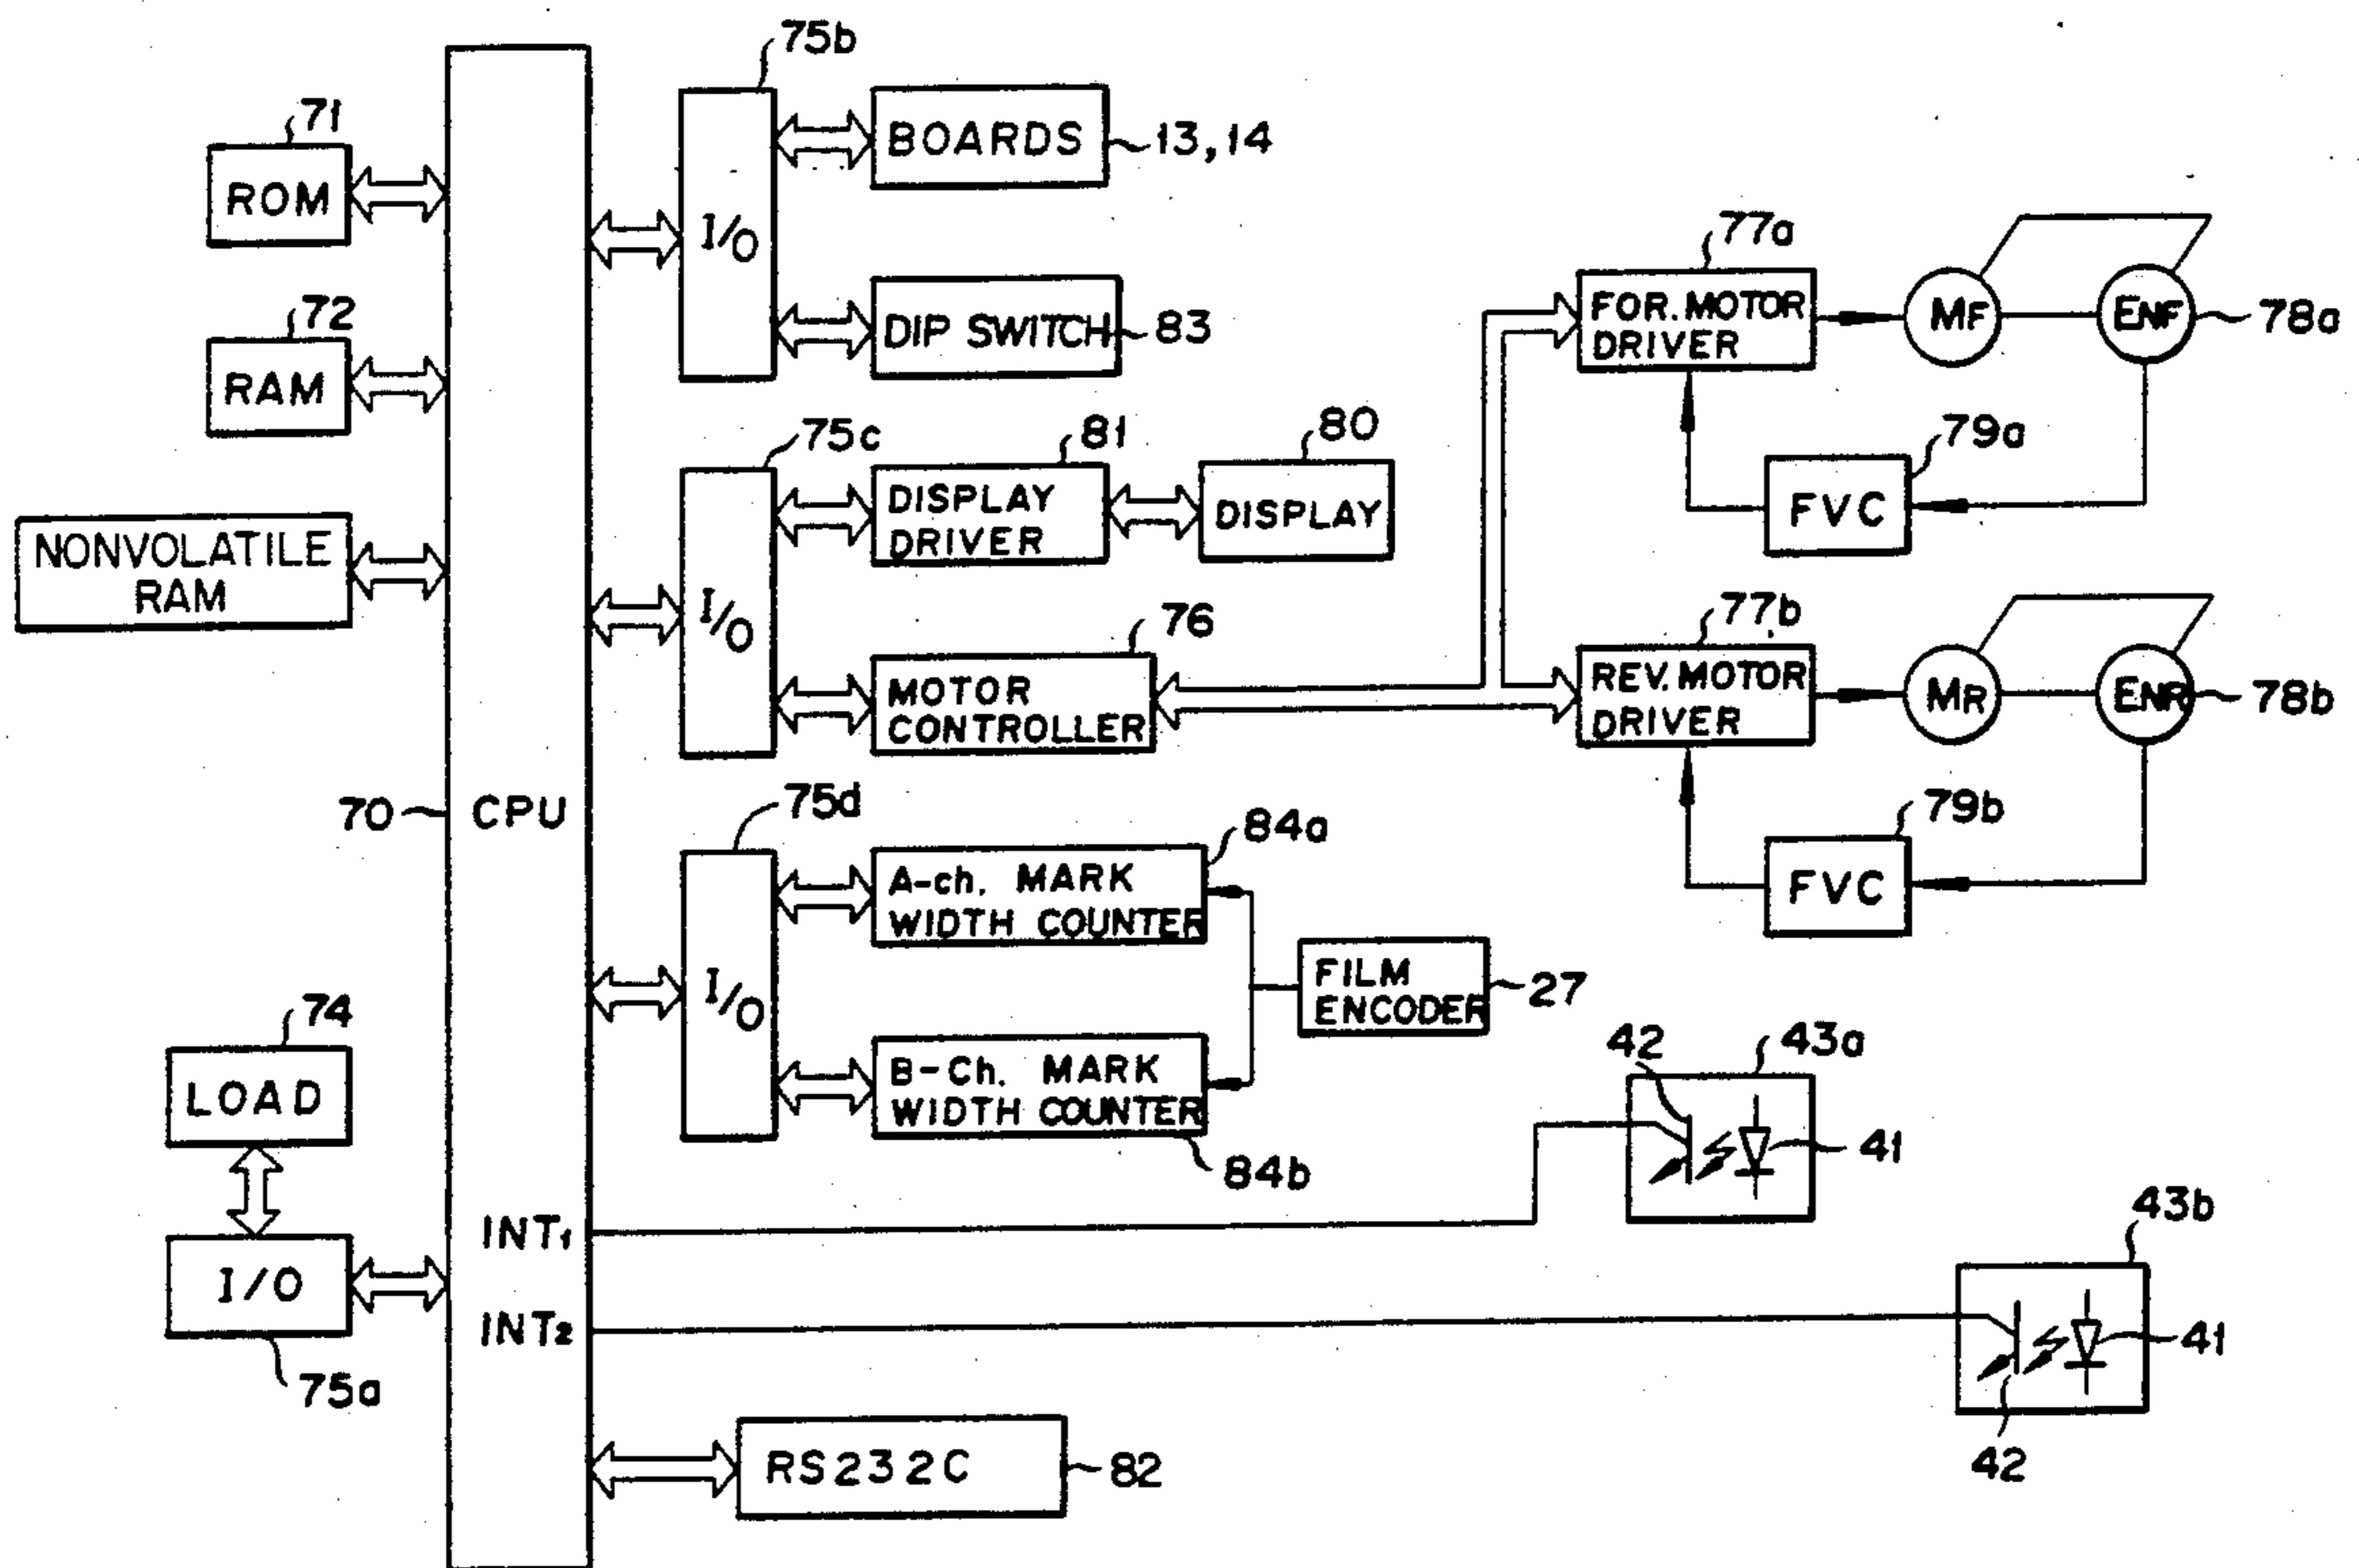 75b
71
ROM
BOARDS
13, 14
I/O
72
RAM
DIP SWITCH
83
77a
FOR. MOTOR
DRIVER
MF
ENF
78a
75c
81
80
79a
DISPLAY
DRIVER
DISPLAY
FVC
NONVOLATILE
RAM
I/O
76
MOTOR
CONTROLLER
77b
REV. MOTOR
DRIVER
MR
ENR
78b
70
CPU
75d
84a
79b
A-ch. MARK
WIDTH COUNTER
FVC
I/O
FILM
ENCODER
27
74
LOAD
B-Ch. MARK
WIDTH COUNTER
84b
42
43a
41
INT1
I/O
75a
43b
INT2
41
42
RS232C
82